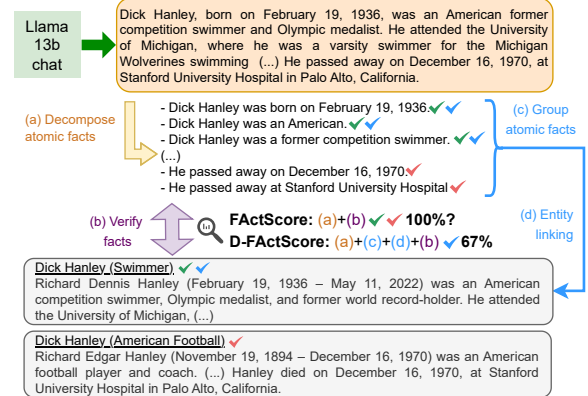 Llama
13b
chat
Dick Hanley, born on February 19, 1936, was an American former
competition swimmer and Olympic medalist. He attended the University
of Michigan, where he was a varsity swimmer for the Michigan
Wolverines swimming (...) He passed away on December 16, 1970, at
Stanford University Hospital in Palo Alto, California.
(a) Decompose
atomic facts
- Dick Hanley was born on February 19, 1936.
- Dick Hanley was an American.
- Dick Hanley was a former competition swimmer.
(...)
- He passed away on December 16, 1970.
- He passed away at Stanford University Hospital
(c) Group
atomic facts
(d) Entity
linking
(b) Verify
facts
FActScore: (a)+(b) 100%?
D-FActScore: (a)+(c)+(d)+(b) 67%
Dick Hanley (Swimmer)
Richard Dennis Hanley (February 19, 1936 – May 11, 2022) was an American
competition swimmer, Olympic medalist, and former world record-holder. He attended
the University of Michigan, (...)
Dick Hanley (American Football)
Richard Edgar Hanley (November 19, 1894 – December 16, 1970) was an American
football player and coach. (...) Hanley died on December 16, 1970, at Stanford
University Hospital in Palo Alto, California.